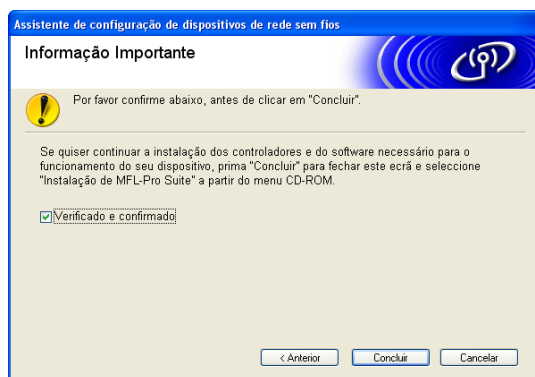 Assistente de configuração de dispositivos de rede sem fios
Informação Importante
Por favor confirme abaixo, antes de clicar em "Concluir".
Se quiser continuar a instalação dos controladores e do software necessário para o
funcionamento do seu dispositivo, prima "Concluir" para fechar este ecrã e seleccione
"Instalação de MFL-Pro Suite" a partir do menu CD-ROM.
Verificado e confirmado
< Anterior
Concluir
Cancelar